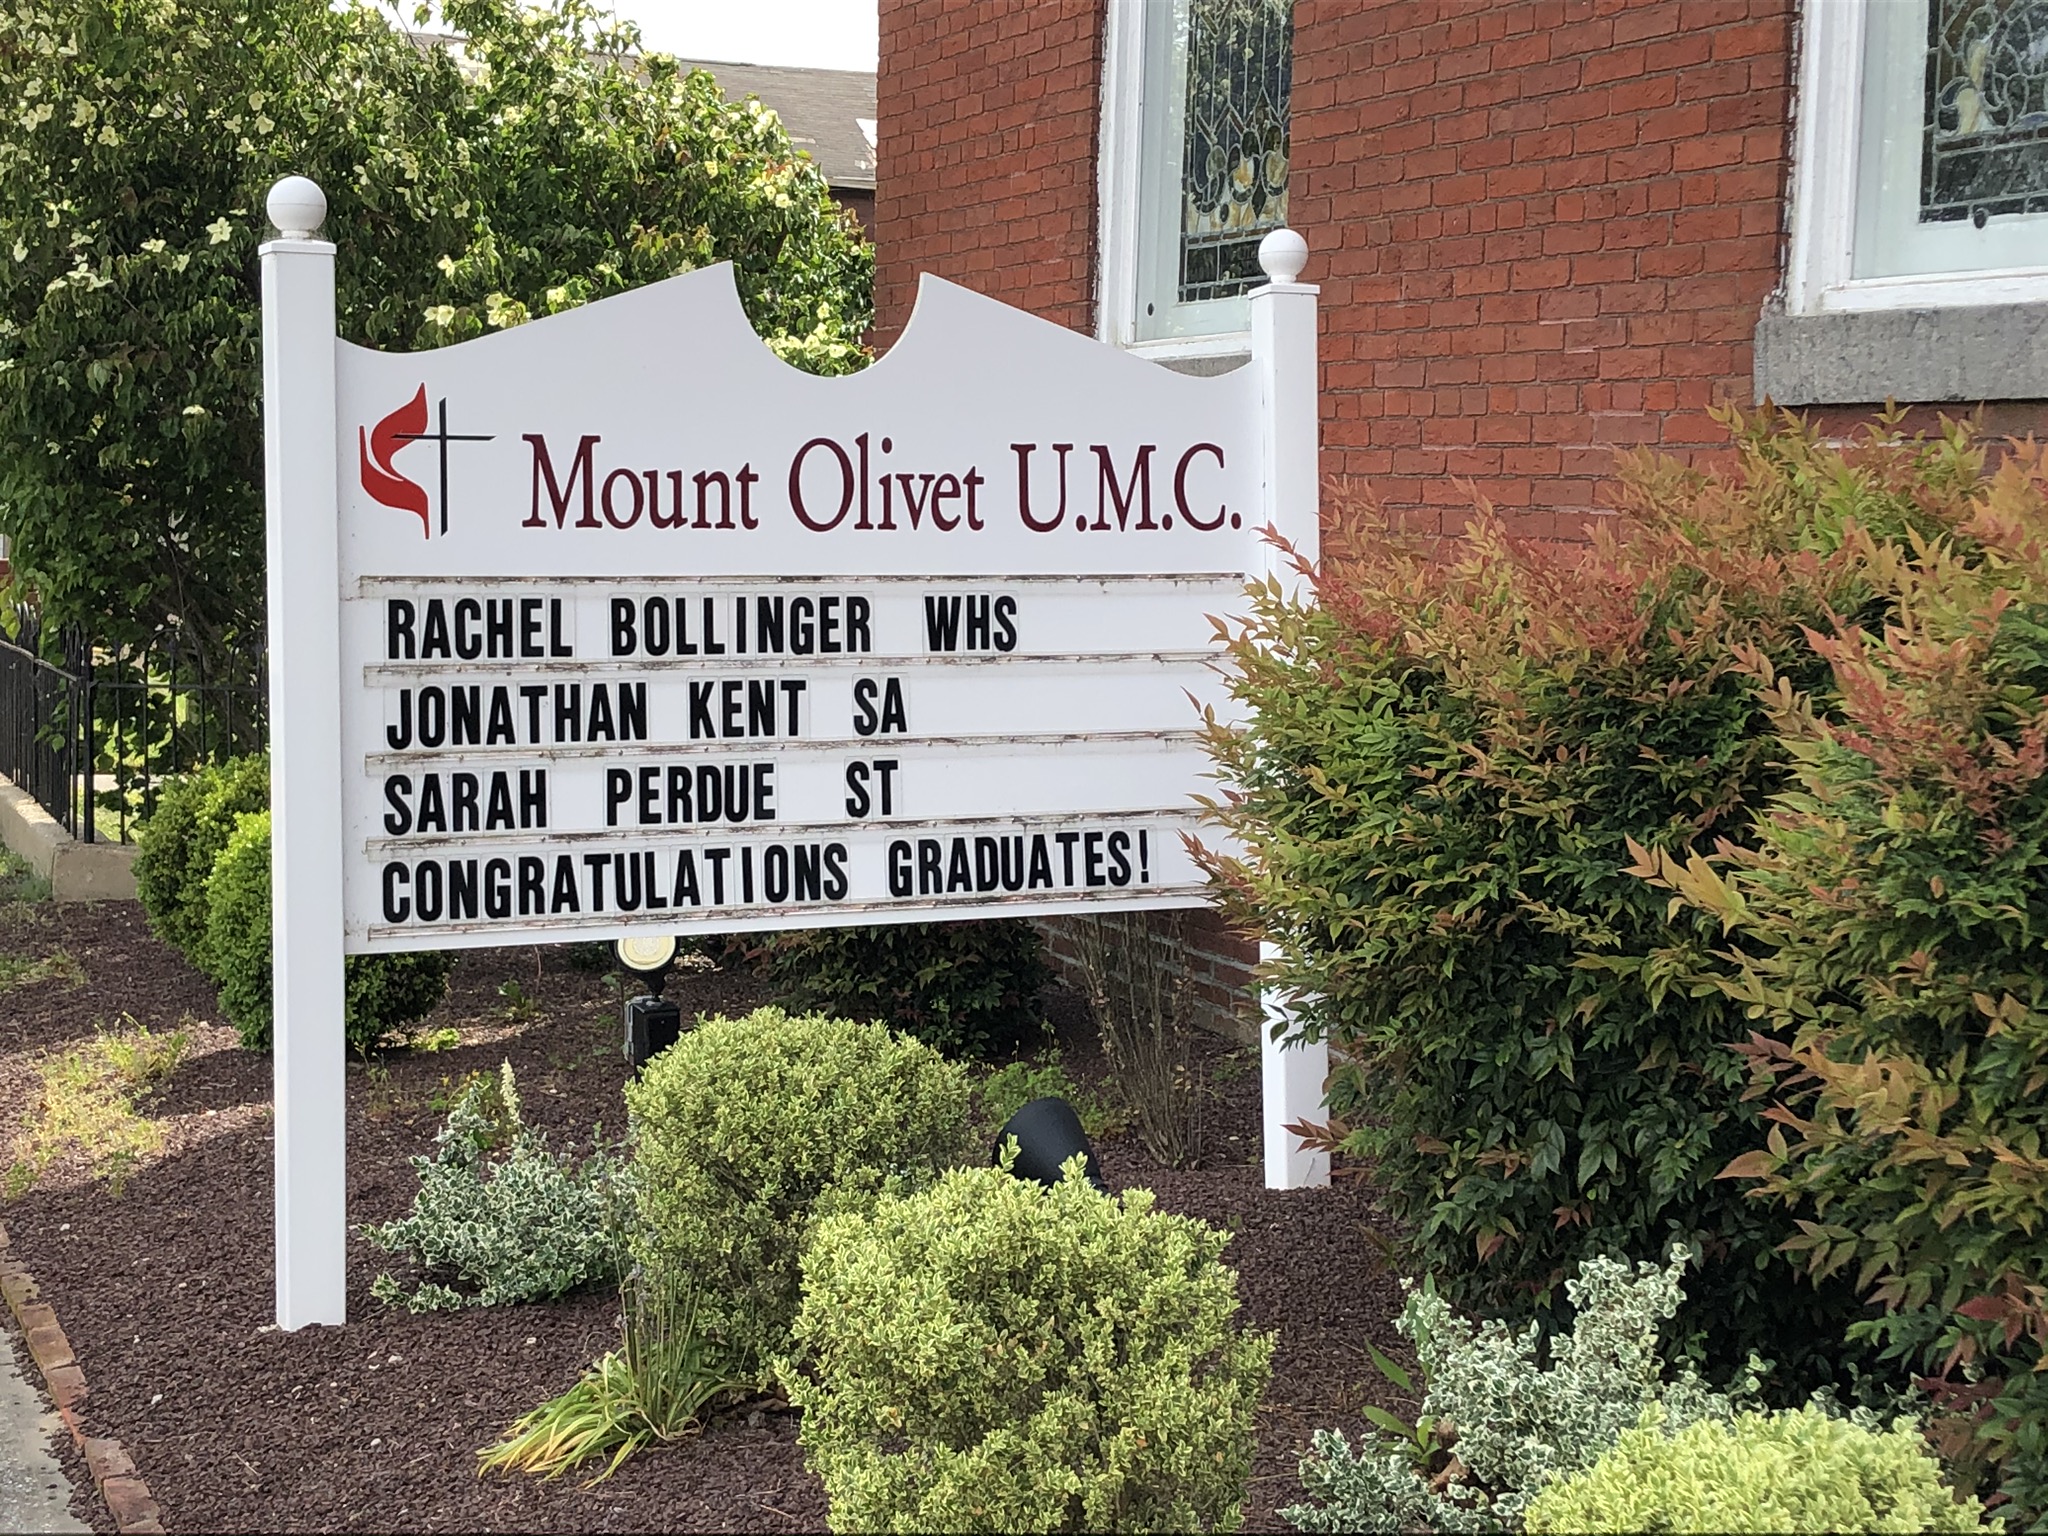 Mount Olivet U.M.C.
RACHEL BOLLINGER WHS
JONATHAN KENT SA
SARAH PERDUE ST
CONGRATULATIONS GRADUATES!